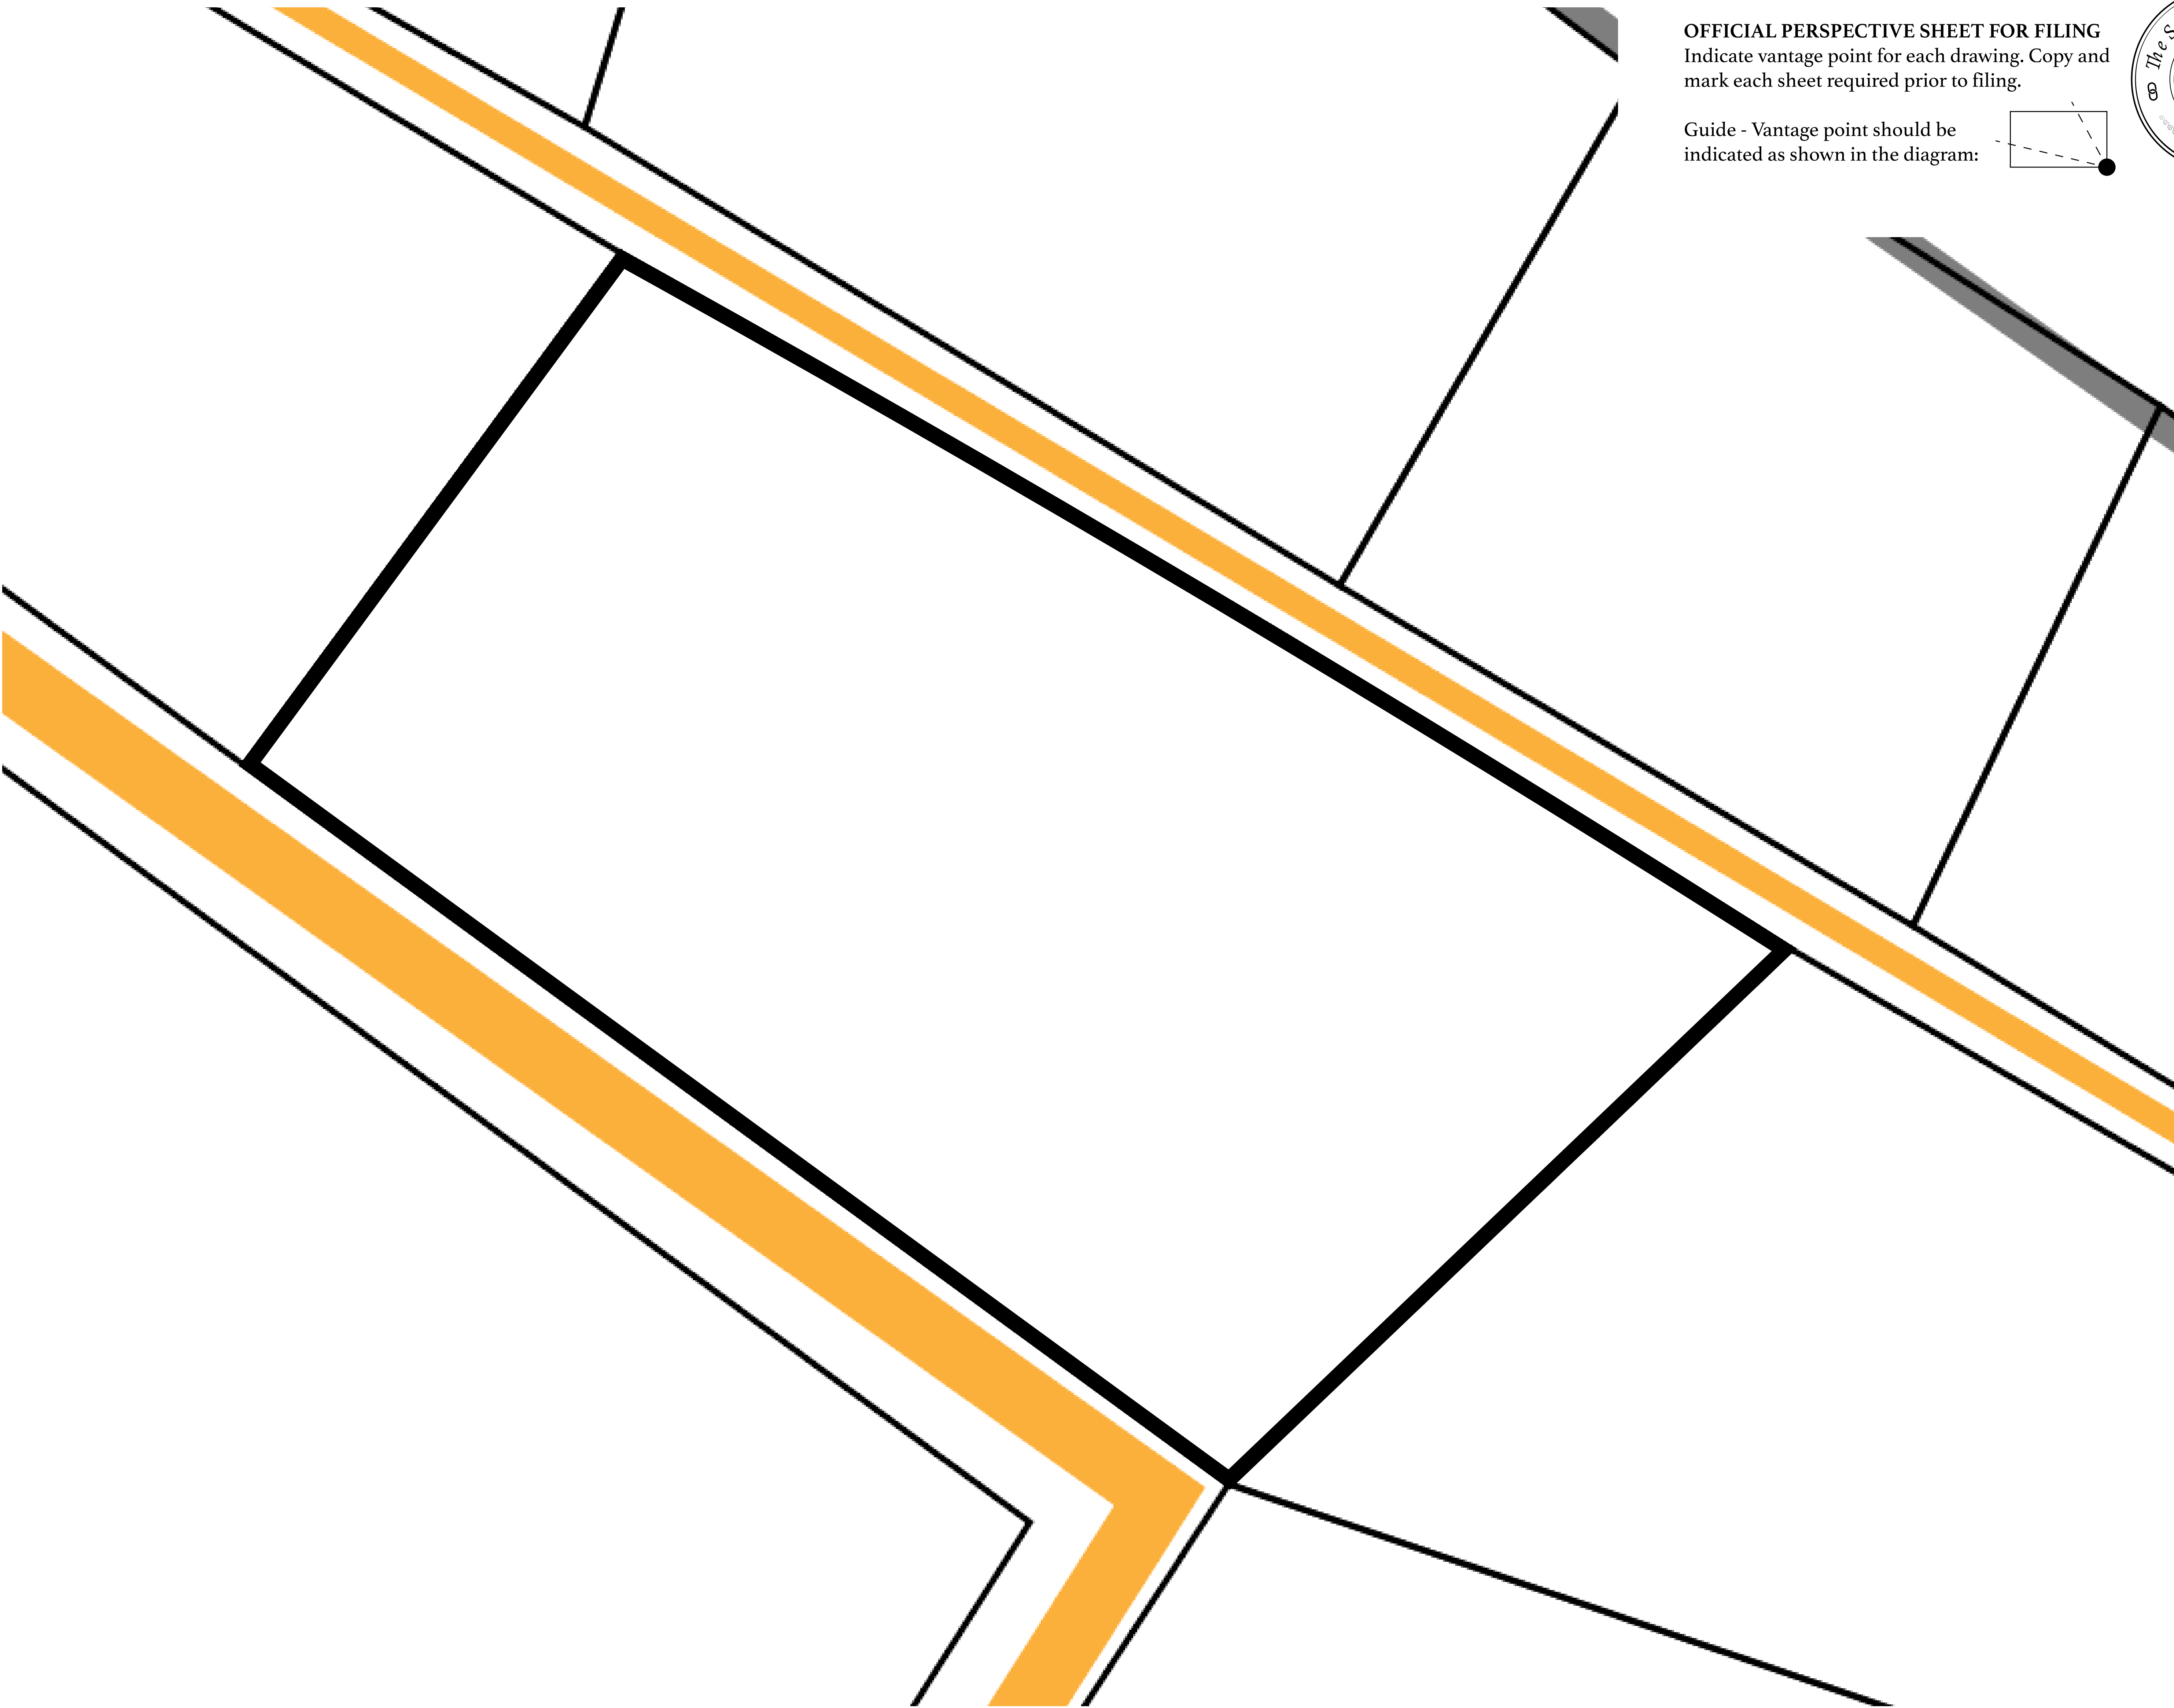 OFFICIAL PERSPECTIVE SHEET FOR FILING
Indicate vantage point for each drawing. Copy and
mark each sheet required prior to filing.
Guide - Vantage point should be
indicated as shown in the diagram:
The